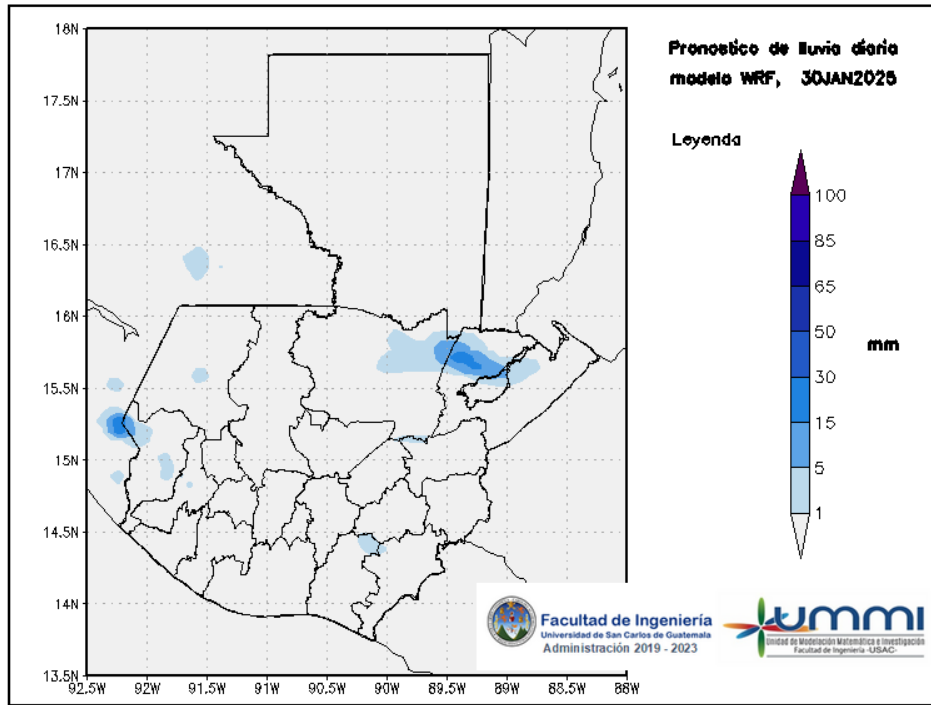 Pronostico de lluvia diaria
modelo WRF, 30JAN2025
Leyenda
100
85
65
50
30
15
5
1
mm
18N
17.5N
17N
16.5N
16N
15.5N
15N
14.5N
14N
13.5N
92.5W 92W 91.5W 91W 90.5W 90W 89.5W 89W 88.5W 88W
Facultad de Ingeniería
Universidad de San Carlos de Guatemala
Administración 2019 - 2023
UMMI
Unidad de Modelación Matemática e Investigación
Facultad de Ingeniería -USAC-